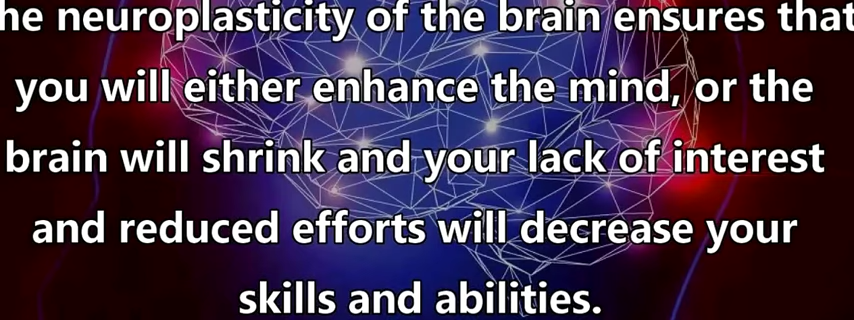 he neuroplasticity of the brain ensures that
you will either enhance the mind, or the
brain will shrink and your lack of interest
and reduced efforts will decrease your
skills and abilities.